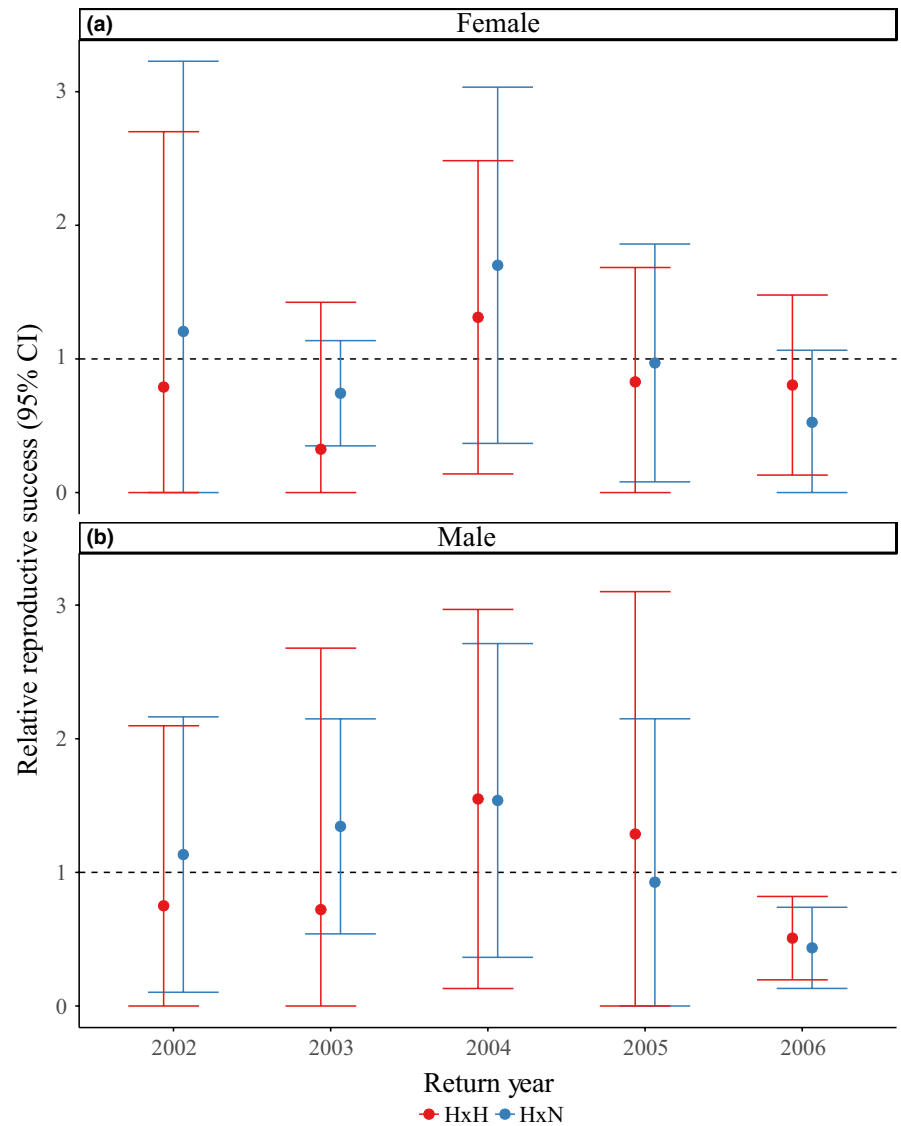 (a) Female
3
2
1
0
(b) Male
3
2
1
0
Relative reproductive success (95% CI)
2002 2003 2004 2005 2006
Return year
HxH HxN